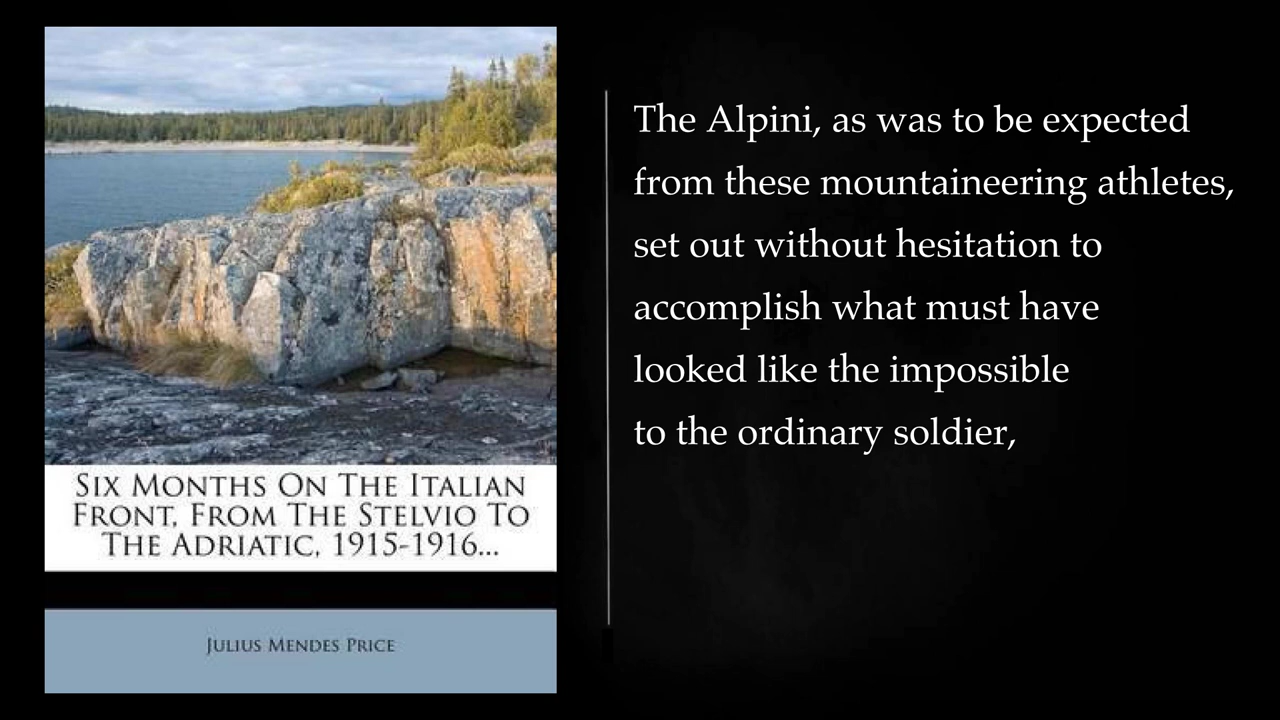 Six Months On The Italian
Front, From The Stelvio To
The Adriatic, 1915-1916...
Julius Mendes Price
The Alpini, as was to be expected
from these mountaineering athletes,
set out without hesitation to
accomplish what must have
looked like the impossible
to the ordinary soldier,